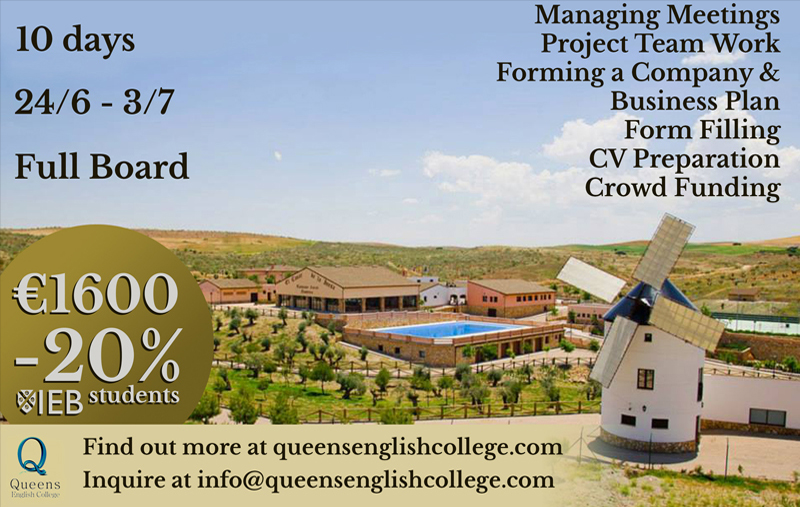 10 days
24/6 - 3/7
Full Board
Managing Meetings
Project Team Work
Forming a Company &
Business Plan
Form Filling
CV Preparation
Crowd Funding
€1600
-20%
IEB students
Q
Queens
English College
Find out more at queensenglishcollege.com
Inquire at info@queensenglishcollege.com